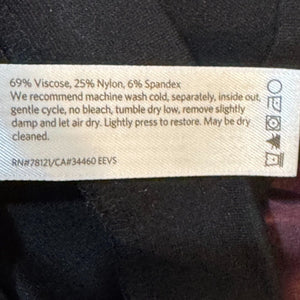 69% Viscose, 25% Nylon, 6% Spandex
We recommend machine wash cold, separately, inside out,
gentle cycle, no bleach, tumble dry low, remove slightly
damp and let air dry. Lightly press to restore. May be dry
cleaned.
RN#78121/CA#34460 EEVS